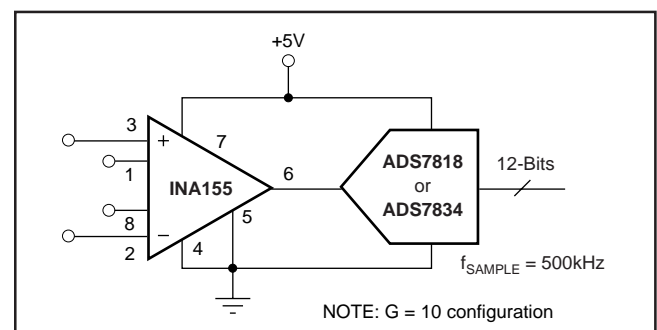 +5V
3
+
7
1
INA155
6
5
8
–
4
2
ADS7818
or
ADS7834
12-Bits
fSAMPLE = 500kHz
NOTE: G = 10 configuration